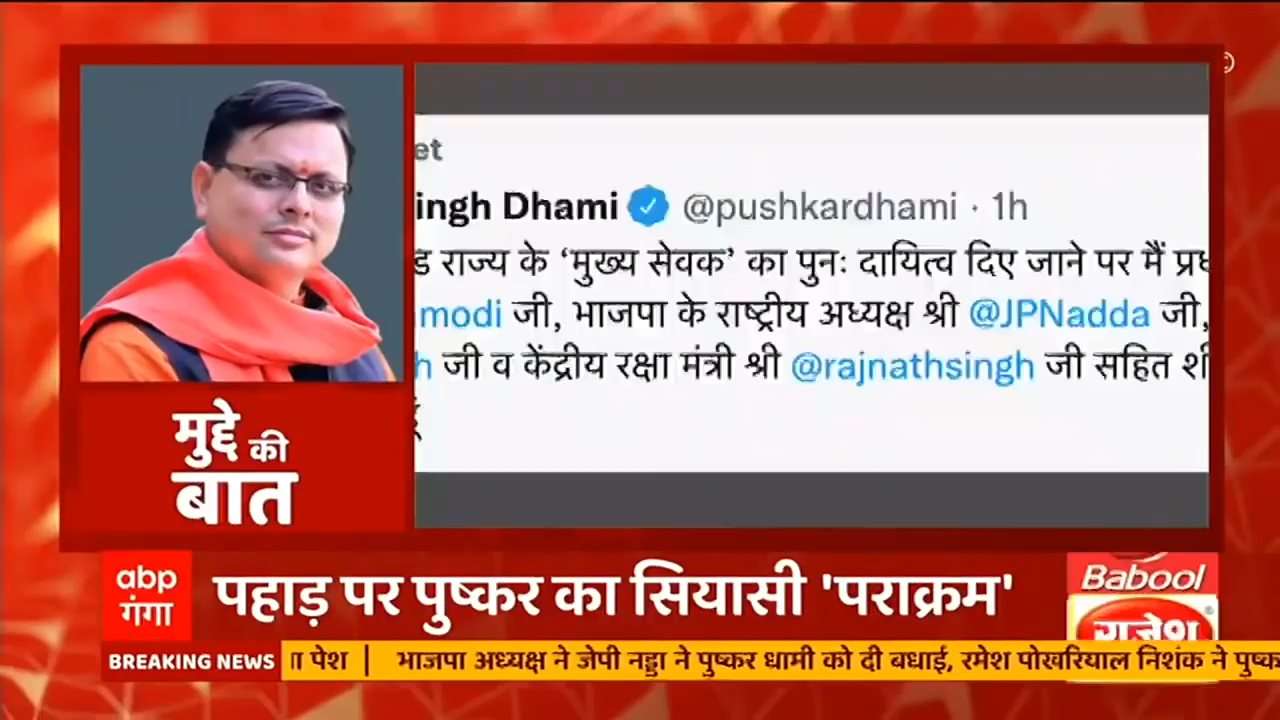 et
ingh Dhami @pushkardhami · 1h
ड राज्य के ‘मुख्य सेवक’ का पुनः दायित्व दिए जाने पर मैं
modi जी, भाजपा के राष्ट्रीय अध्यक्ष श्री @JPNadda जी,
h जी व केंद्रीय रक्षा मंत्री श्री @rajnathsingh जी सहित
मुद्दे की
बात
abp
गंगा
पहाड़ पर पुष्कर का सियासी 'पराक्रम'
Babool
राजेश
BREAKING NEWS
पेश | भाजपा अध्यक्ष ने जेपी नड्डा ने पुष्कर धामी को दी बधाई, रमेश पोखरियाल निशंक ने